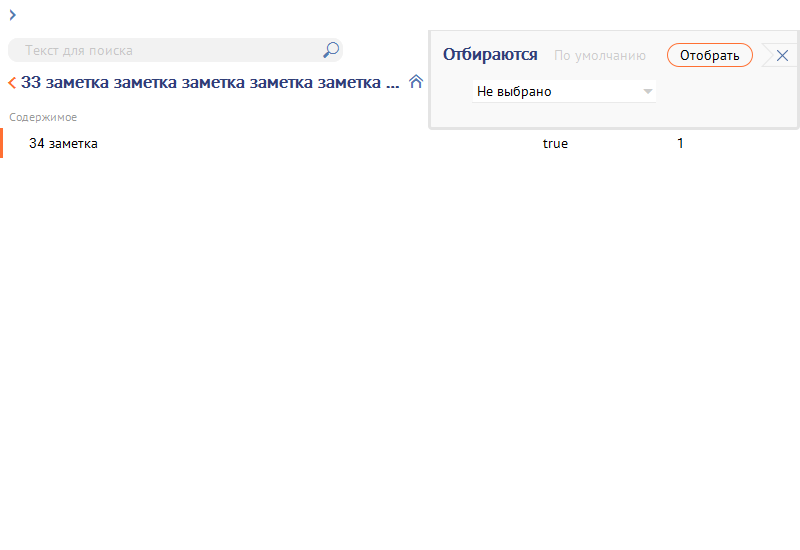 Текст для поиска
Отбираются По умолчанию Отобрать
33 заметка заметка заметка заметка заметка ...
Не выбрано
Содержимое
34 заметка true 1